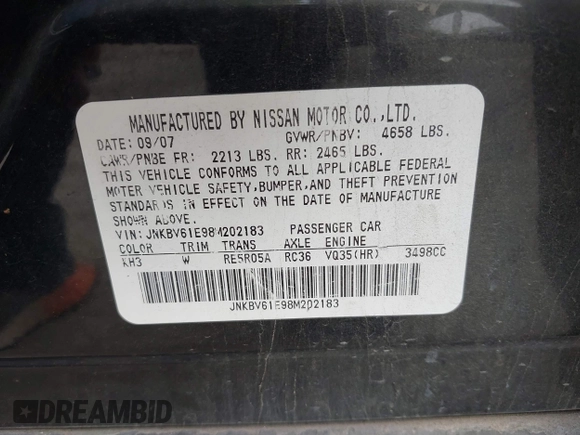 MANUFACTURED BY NISSAN MOTOR CO.,LTD.
DATE: 09/07 GVWR/PNBV: 4658 LBS.
GAWR/PNBE FR: 2213 LBS. RR: 2465 LBS.
THIS VEHICLE CONFORMS TO ALL APPLICABLE FEDERAL
MOTOR VEHICLE SAFETY,BUMPER,AND THEFT PREVENTION
STANDARDS IN EFFECT ON THE DATE OF MANUFACTURE
SHOWN ABOVE.
VIN: JNKBV61E98M202183 PASSENGER CAR
COLOR TRIM TRANS AXLE ENGINE
KH3 W RE5R05A RC36 VQ35(HR) 3498CC
JNKBV61E98M202183
DREAMBID